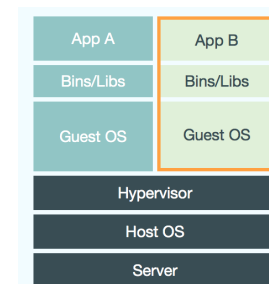 App A
App B
Bins/Libs
Bins/Libs
Guest OS
Guest OS
Hypervisor
Host OS
Server